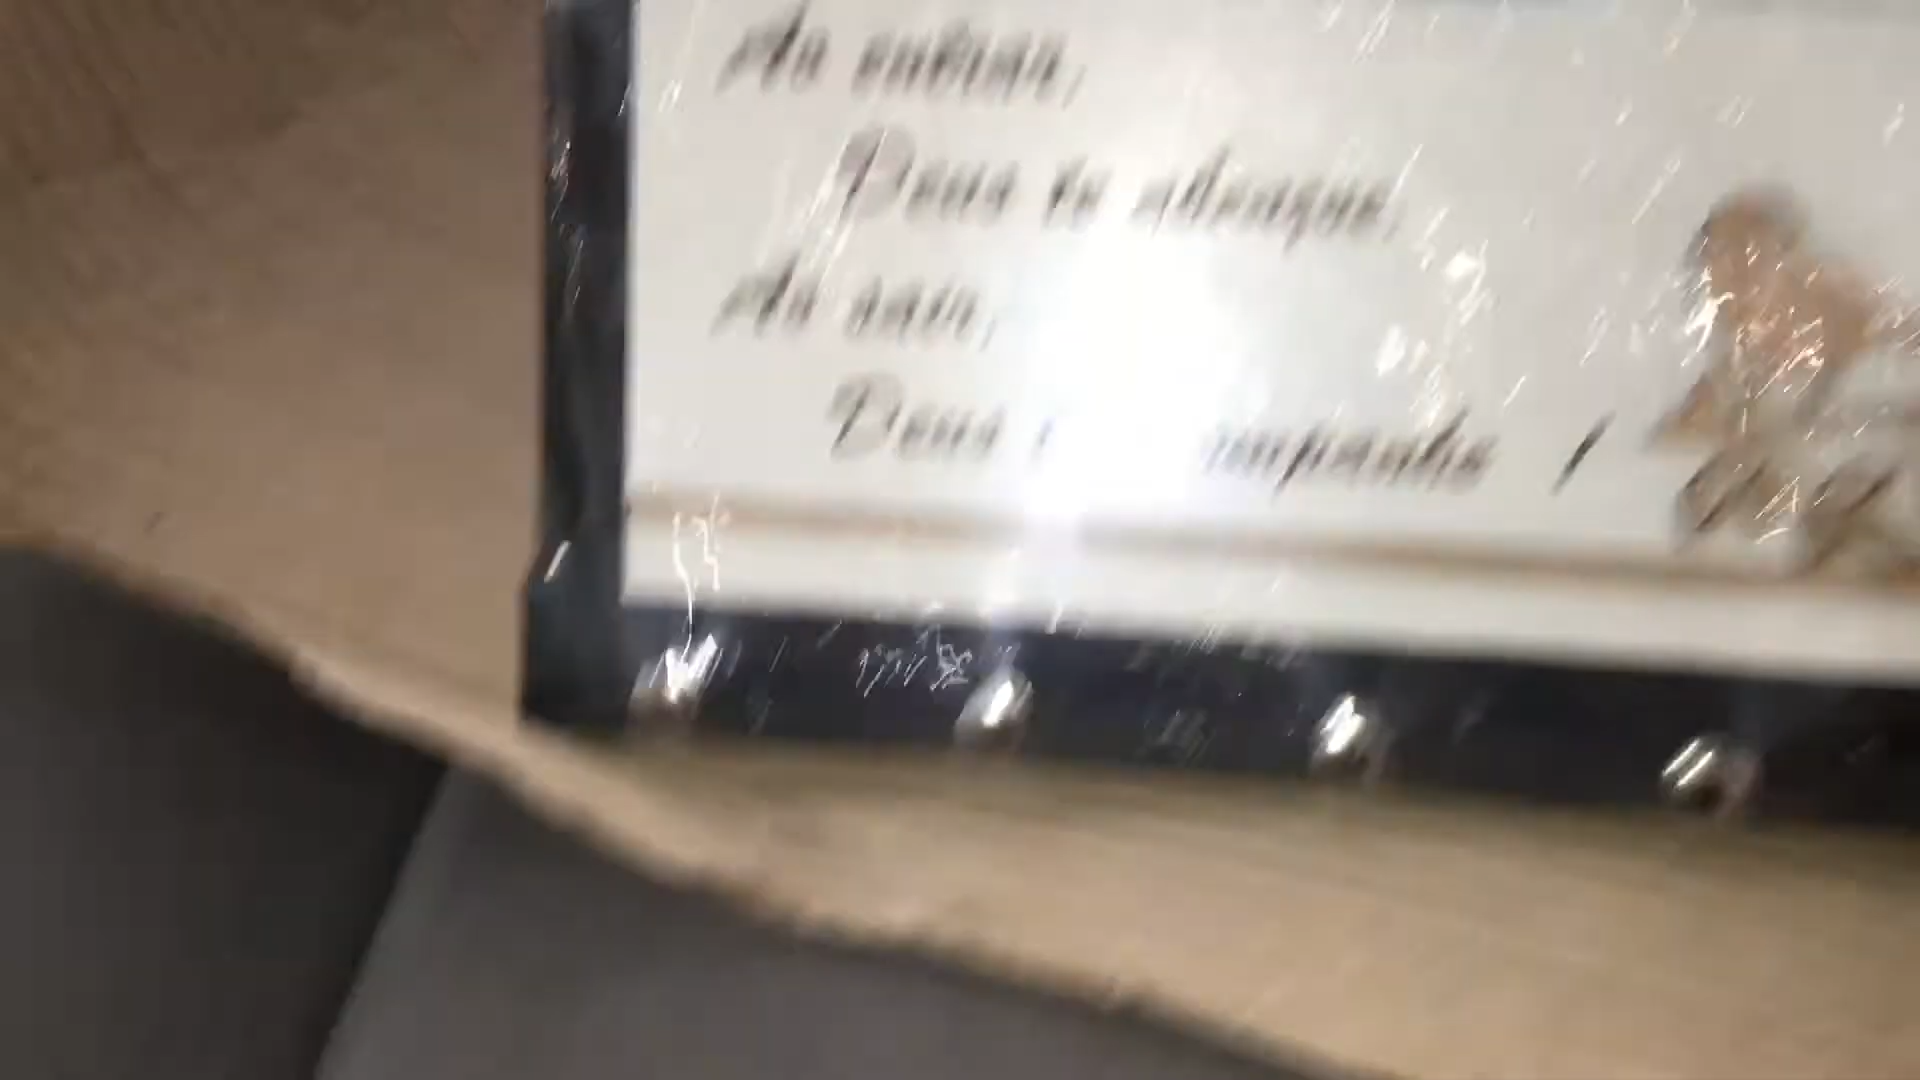 Ao entrar,
Deus te abençoe,
Ao sair,
Deus acompanhe !